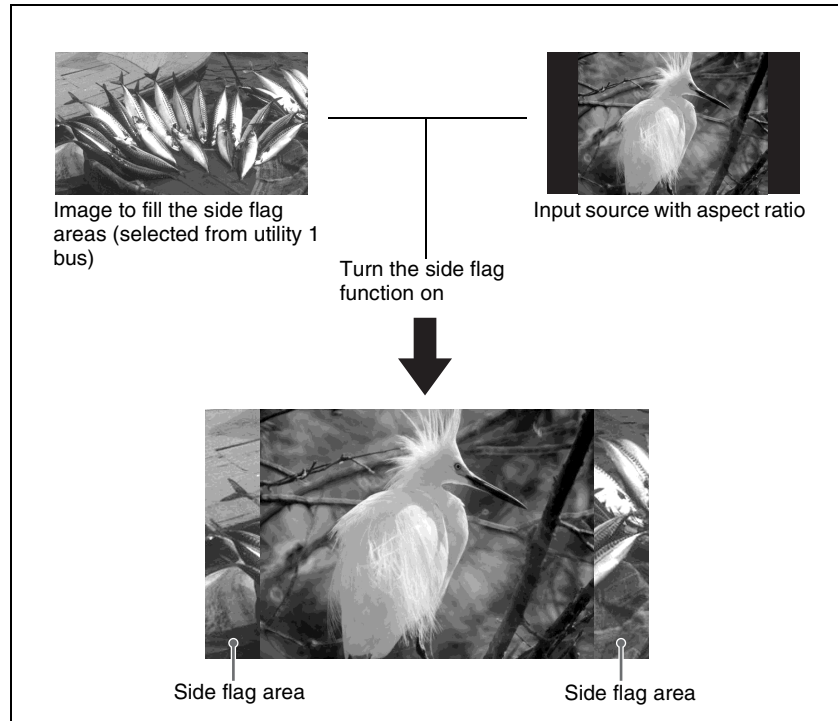 Image to fill the side flag
areas (selected from utility 1
bus)
Input source with aspect ratio
Turn the side flag
function on
Side flag area
Side flag area